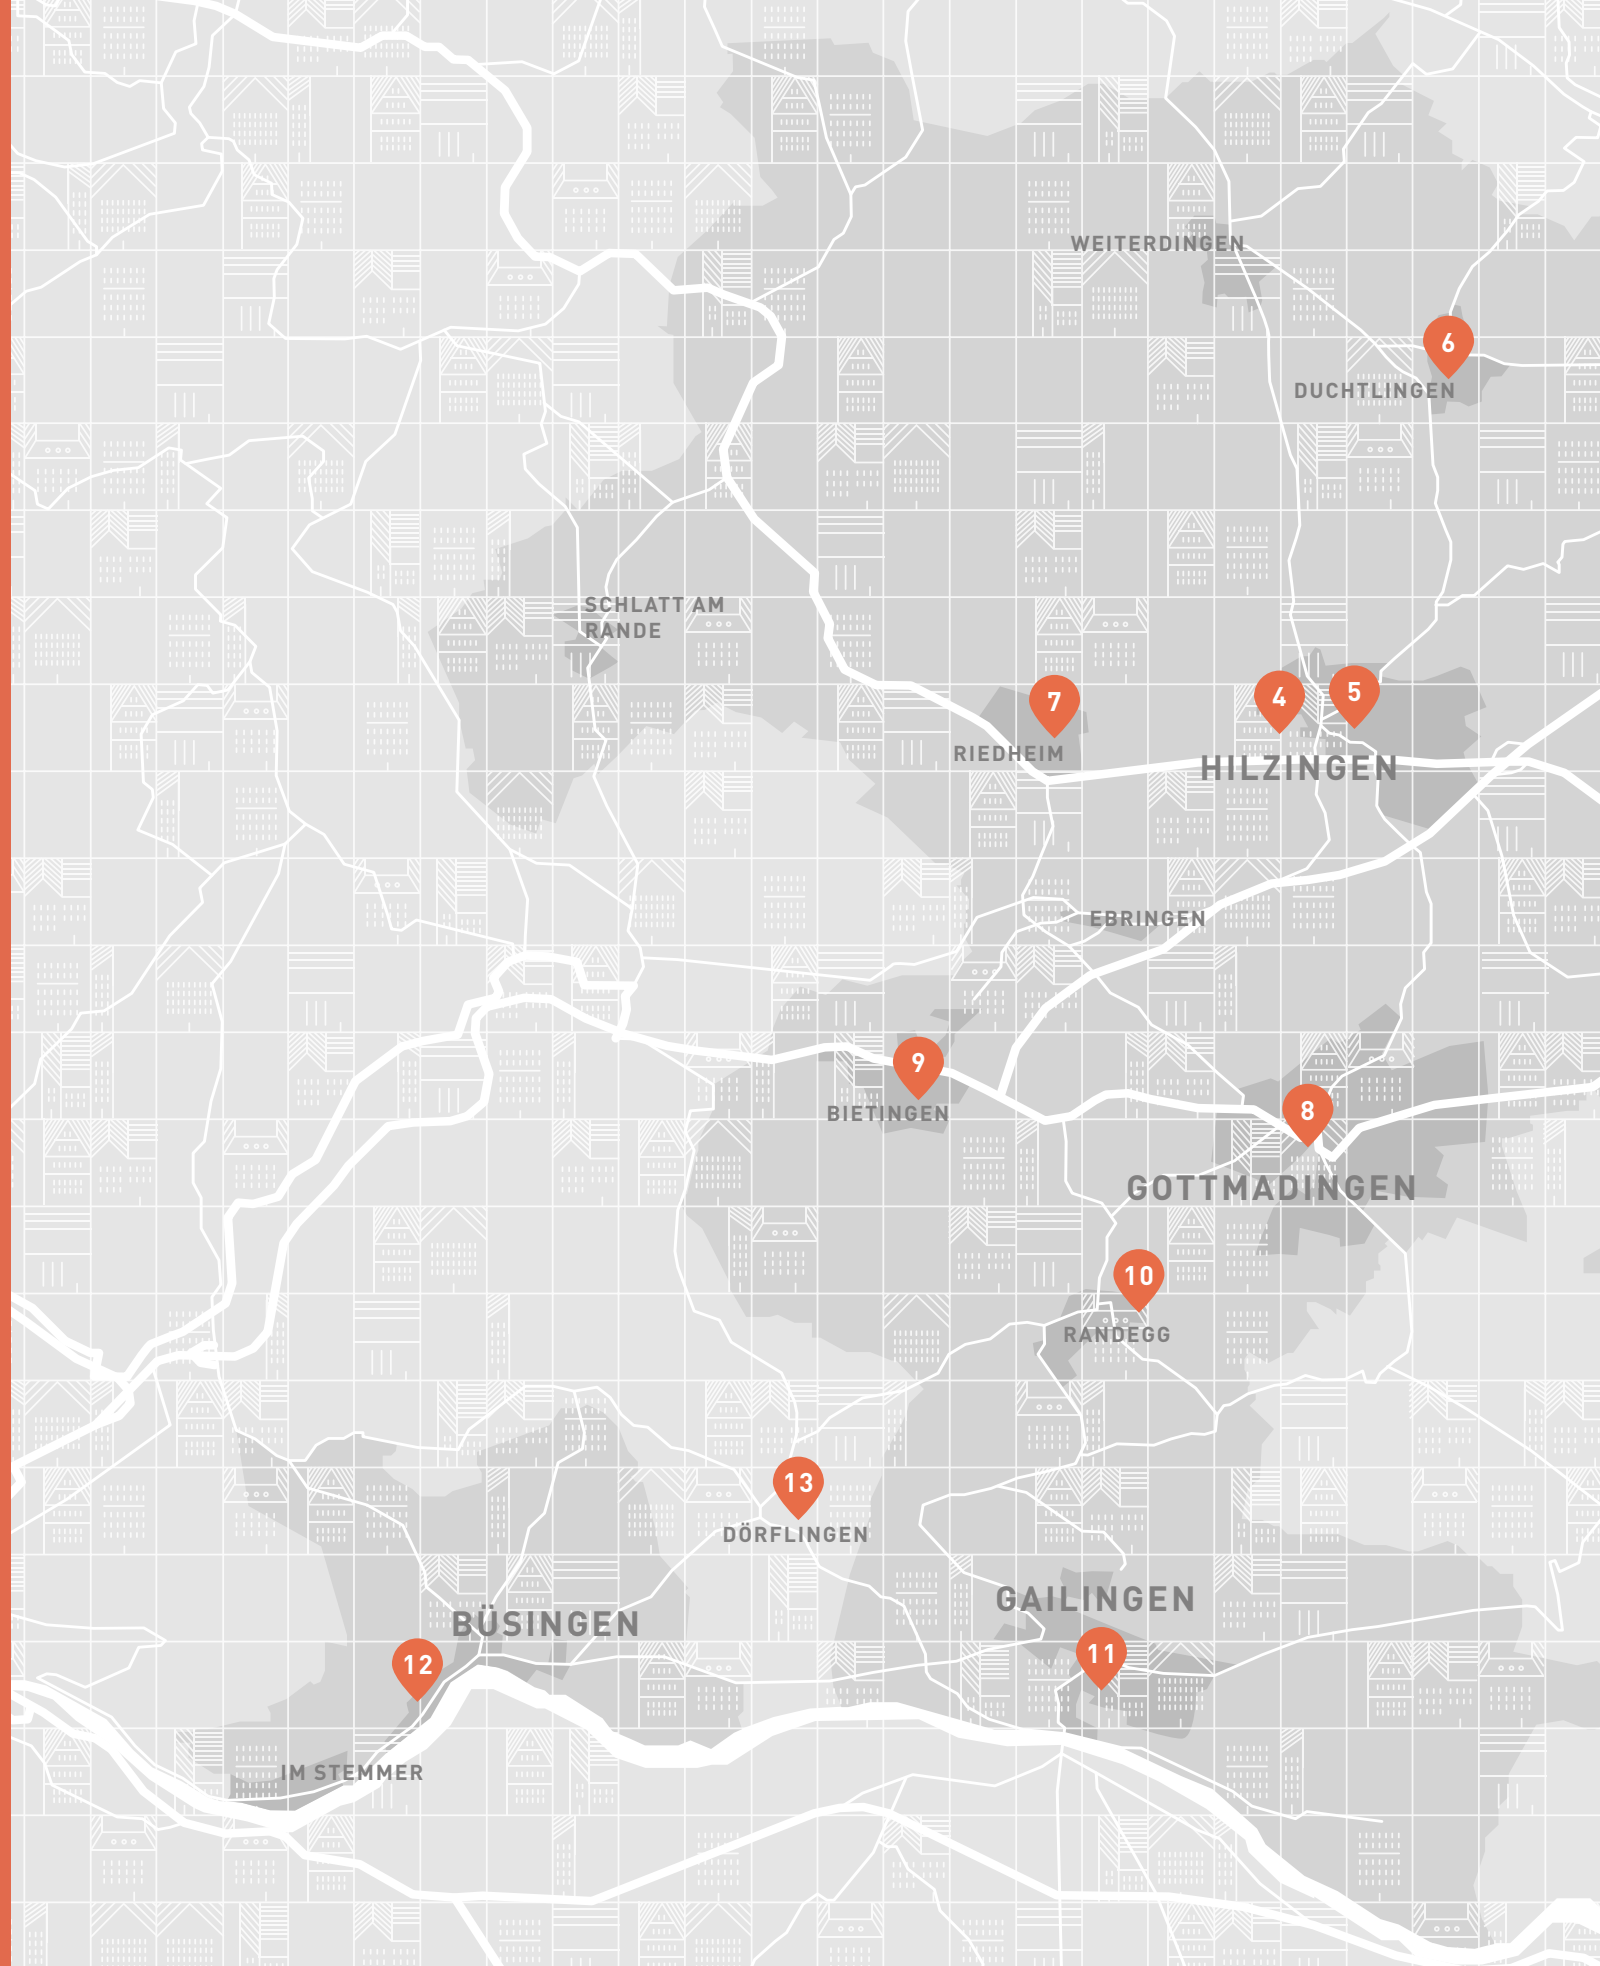 WEITERDINGEN
6
DUCHTLINGEN
SCHLATT AM
RANDE
7
4
5
RIEDHEIM
HILZINGEN
EBRINGEN
9
BIETINGEN
8
GOTTMADINGEN
10
RANDEGG
13
DÖRFLINGEN
GAILINGEN
BÜSINGEN
11
12
IM STEMMER